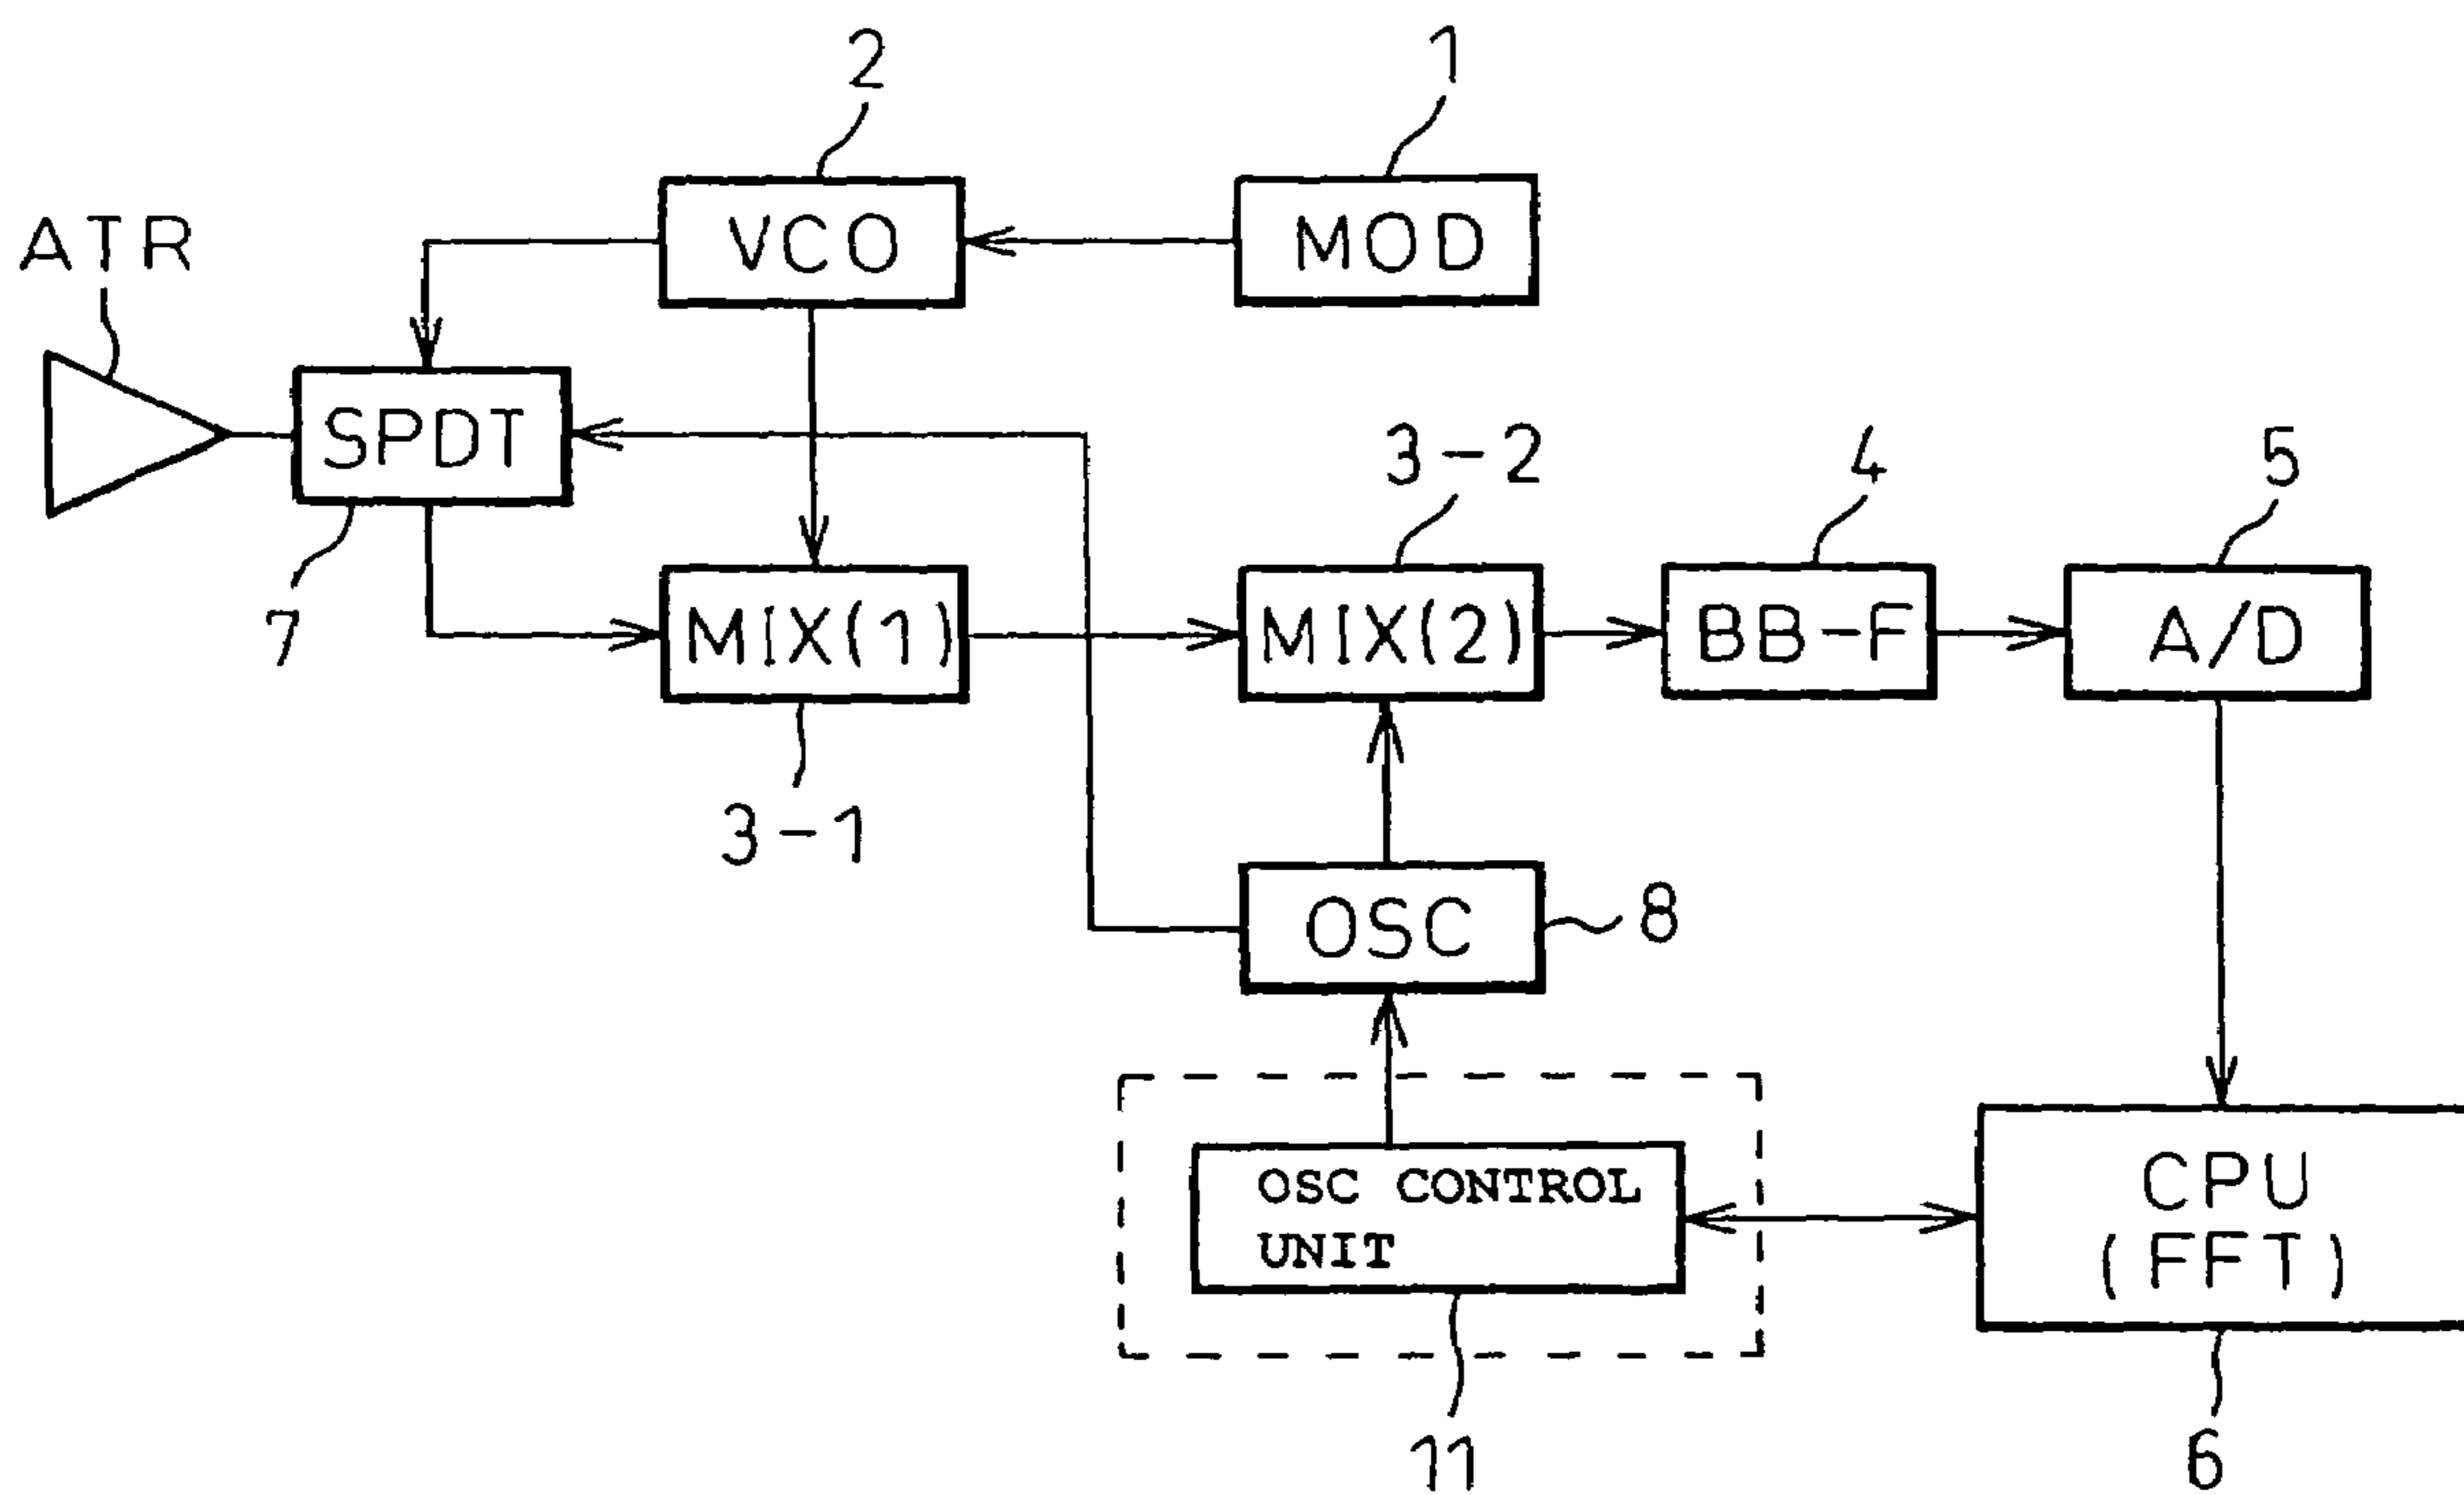 2
1
ATR
VCO
MOD
SPDT
3-2
4
5
7
MIX(1)
MIX(2)
BB-F
A/D
3-1
OSC
8
OSC CONTROL
UNIT
CPU
(FFT)
11
6